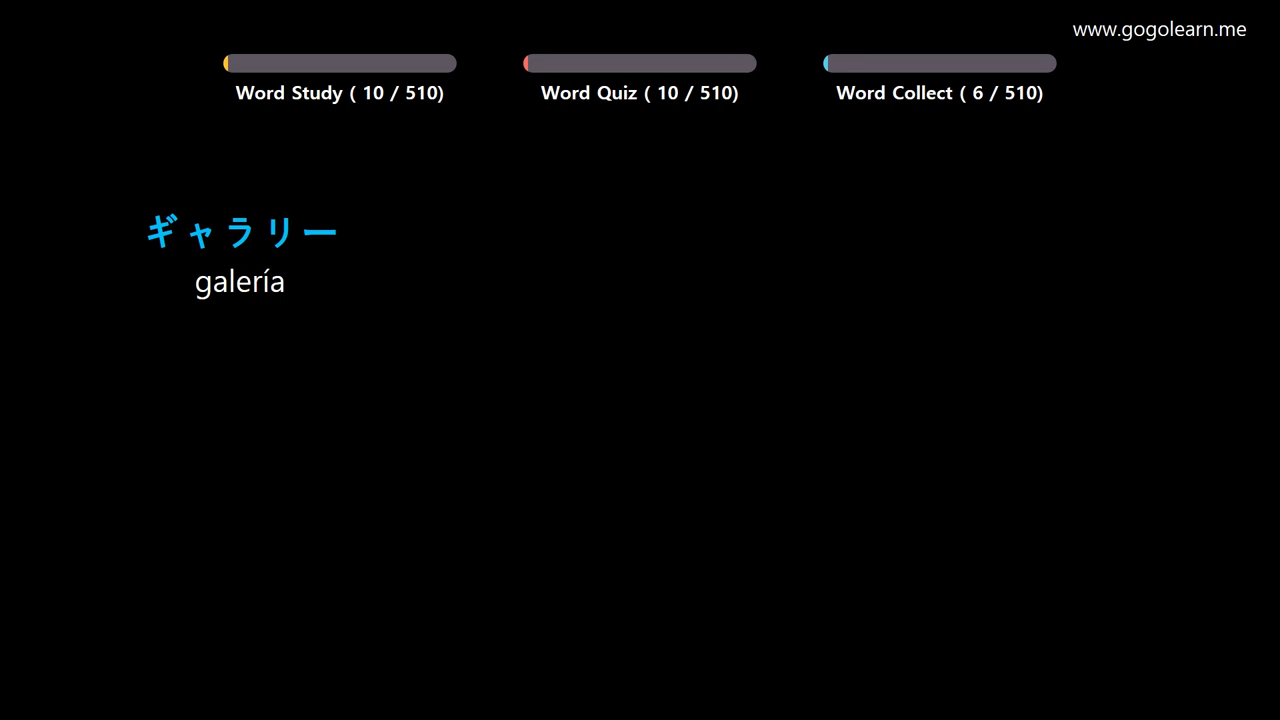 www.gogolearn.me
Word Study ( 10 / 510)
Word Quiz ( 10 / 510)
Word Collect ( 6 / 510)
ギャラリー
galería